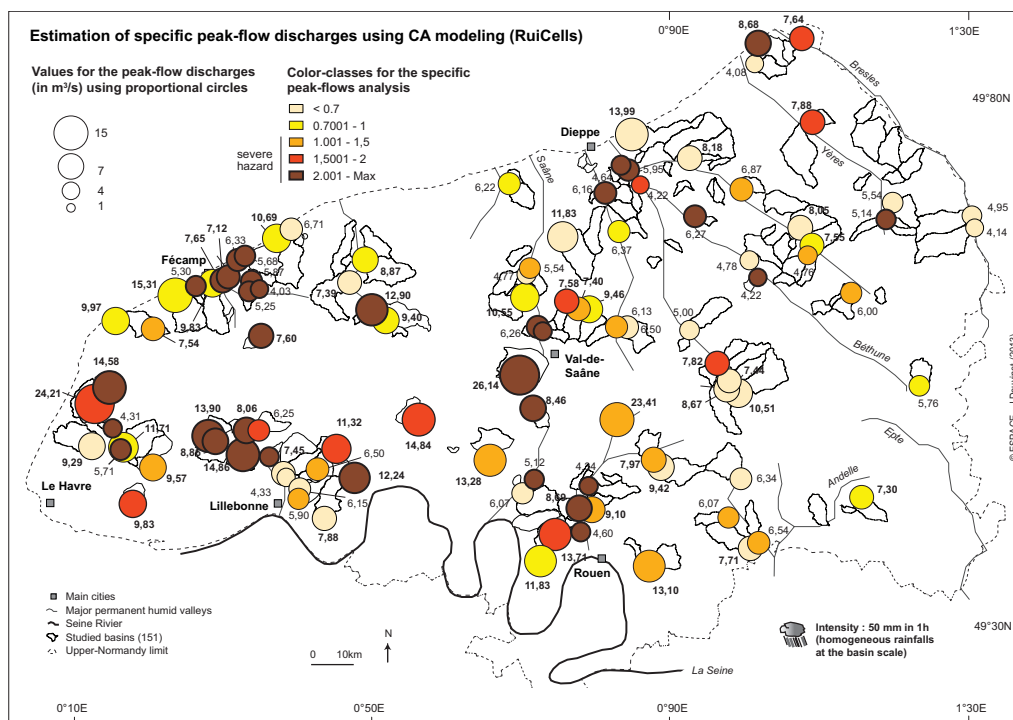 0°90E
1°30E
Estimation of specific peak-flow discharges using CA modeling (RuiCells)
Values for the peak-flow discharges
(in m³/s) using proportional circles
15
7
4
1
Color-classes for the specific
peak-flows analysis
< 0.7
0.7001 - 1
1.001 - 1,5
1,5001 - 2
2.001 - Max
severe
hazard
8,68
7,64
4,08
Bresles
49°80N
7,88
Yères
13,99
Dieppe
8,18
Saâne
4,64
5,95
6,16
4,22
6,87
6,22
5,54
5,14
4,95
4,14
8,05
7,53
4,76
6,27
11,83
6,37
4,78
4,22
6,00
10,69
6,71
7,12
7,65
6,33
5,68
Fécamp
5,30
5,87
4,03
5,25
15,31
9,97
9,83
7,54
7,60
8,87
7,39
12,90
9,40
4,77
5,54
7,58
7,40
9,46
10,55
6,26
6,13
6,50
5,00
Val-de-
Saâne
26,14
8,46
7,82
7,44
8,67
10,51
Béthune
5,76
14,58
24,21
4,31
11,71
9,29
5,71
9,57
Le Havre
9,83
13,90
8,06
6,25
8,86
14,86
7,45
11,32
6,50
4,33
12,24
Lillebonne
6,15
5,90
7,88
14,84
23,41
13,28
5,12
7,97
9,42
6,07
8,69
9,10
4,60
13,71
Rouen
11,83
13,10
6,34
6,07
7,71
6,54
Epte
Andelle
7,30
© ESPACE
49°30N
Main cities
Major permanent humid valleys
Seine Rivier
Studied basins (151)
Upper-Normandy limit
N
0 10km
Intensity : 50 mm in 1h
(homogeneous rainfalls
at the basin scale)
La Seine
0°10E
0°50E
0°90E
1°30E